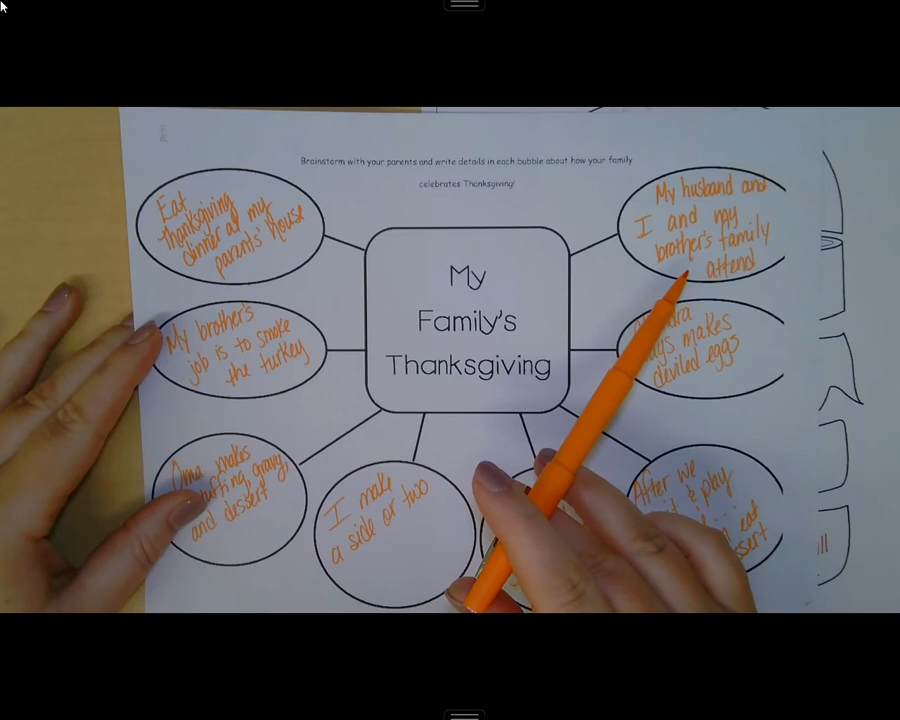 Brainstorm with your parents and write details in each bubble about how your family
celebrates Thanksgiving!
Eat
Thanksgiving
dinner at my
parents' house
My husband and
I and my
brother's family
attend
My
Family's
Thanksgiving
My brother's
job is to smoke
the turkey
makes
deviled eggs
Oma makes
gravy,
and dessert
I make
a side or two
After we
& play
eat